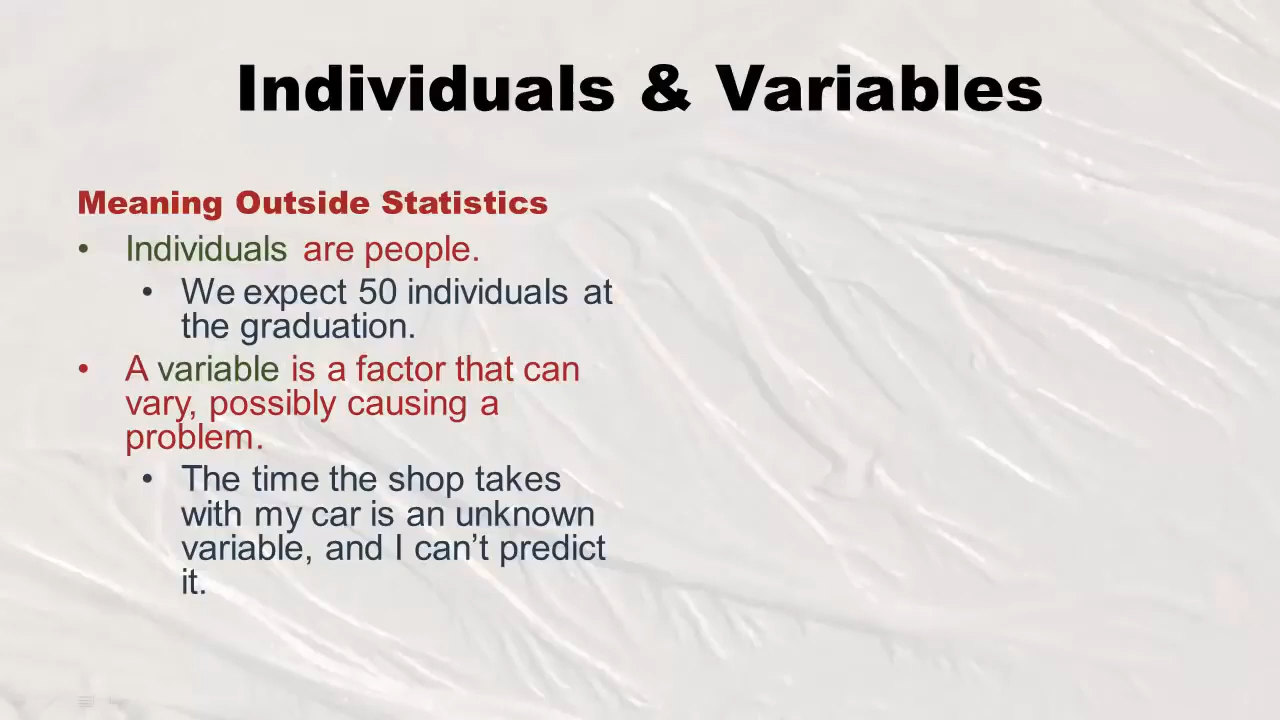 Individuals & Variables
Meaning Outside Statistics
• Individuals are people.
• We expect 50 individuals at
the graduation.
• A variable is a factor that can
vary, possibly causing a
problem.
• The time the shop takes
with my car is an unknown
variable, and I can’t predict
it.